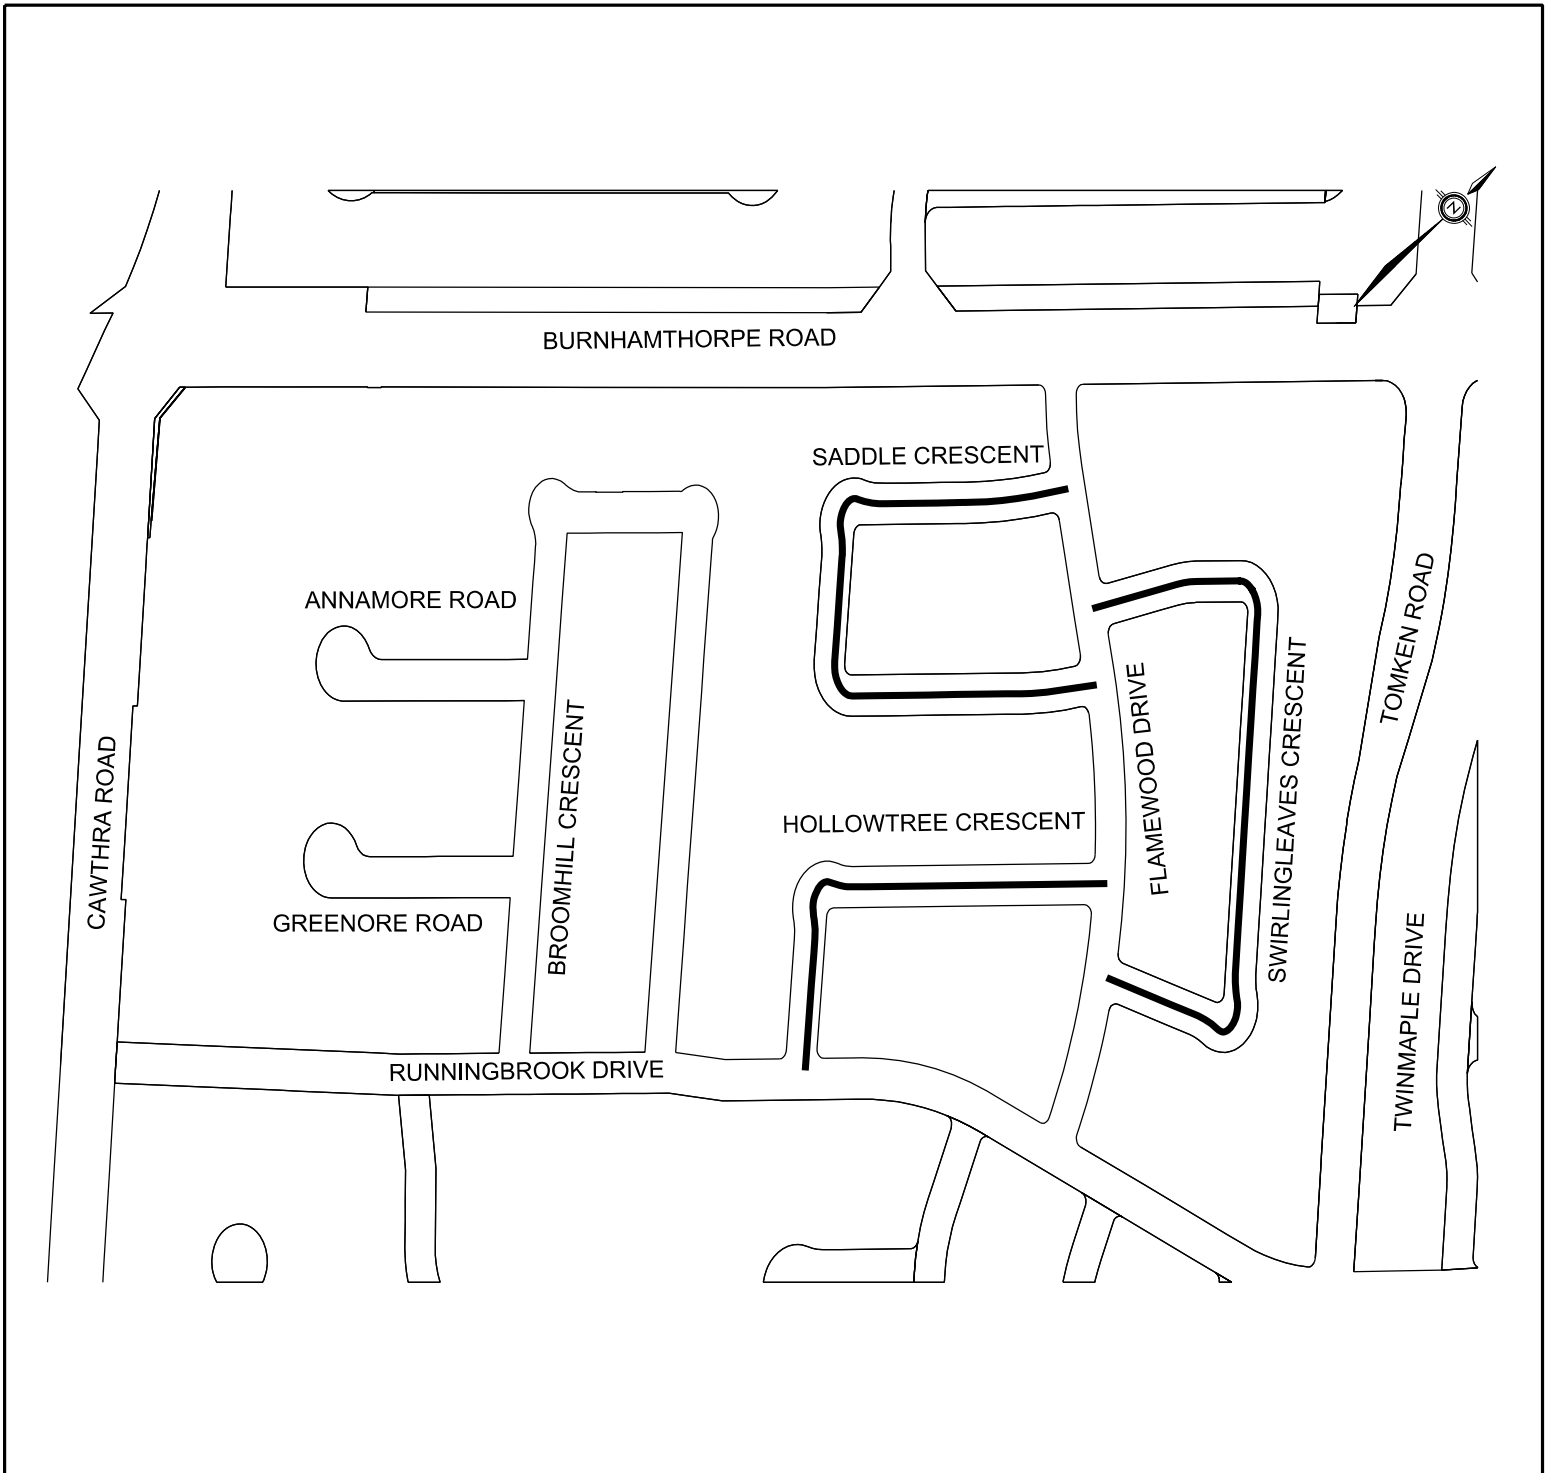 N
BURNHAMTHORPE ROAD
SADDLE CRESCENT
ANNAMORE ROAD
TOMKEN ROAD
FLAMEWOOD DRIVE
SWIRLINGLEAVES CRESCENT
BROOMHILL CRESCENT
CAWTHRA ROAD
HOLLOWTREE CRESCENT
GREENORE ROAD
TWINMAPLE DRIVE
RUNNINGBROOK DRIVE